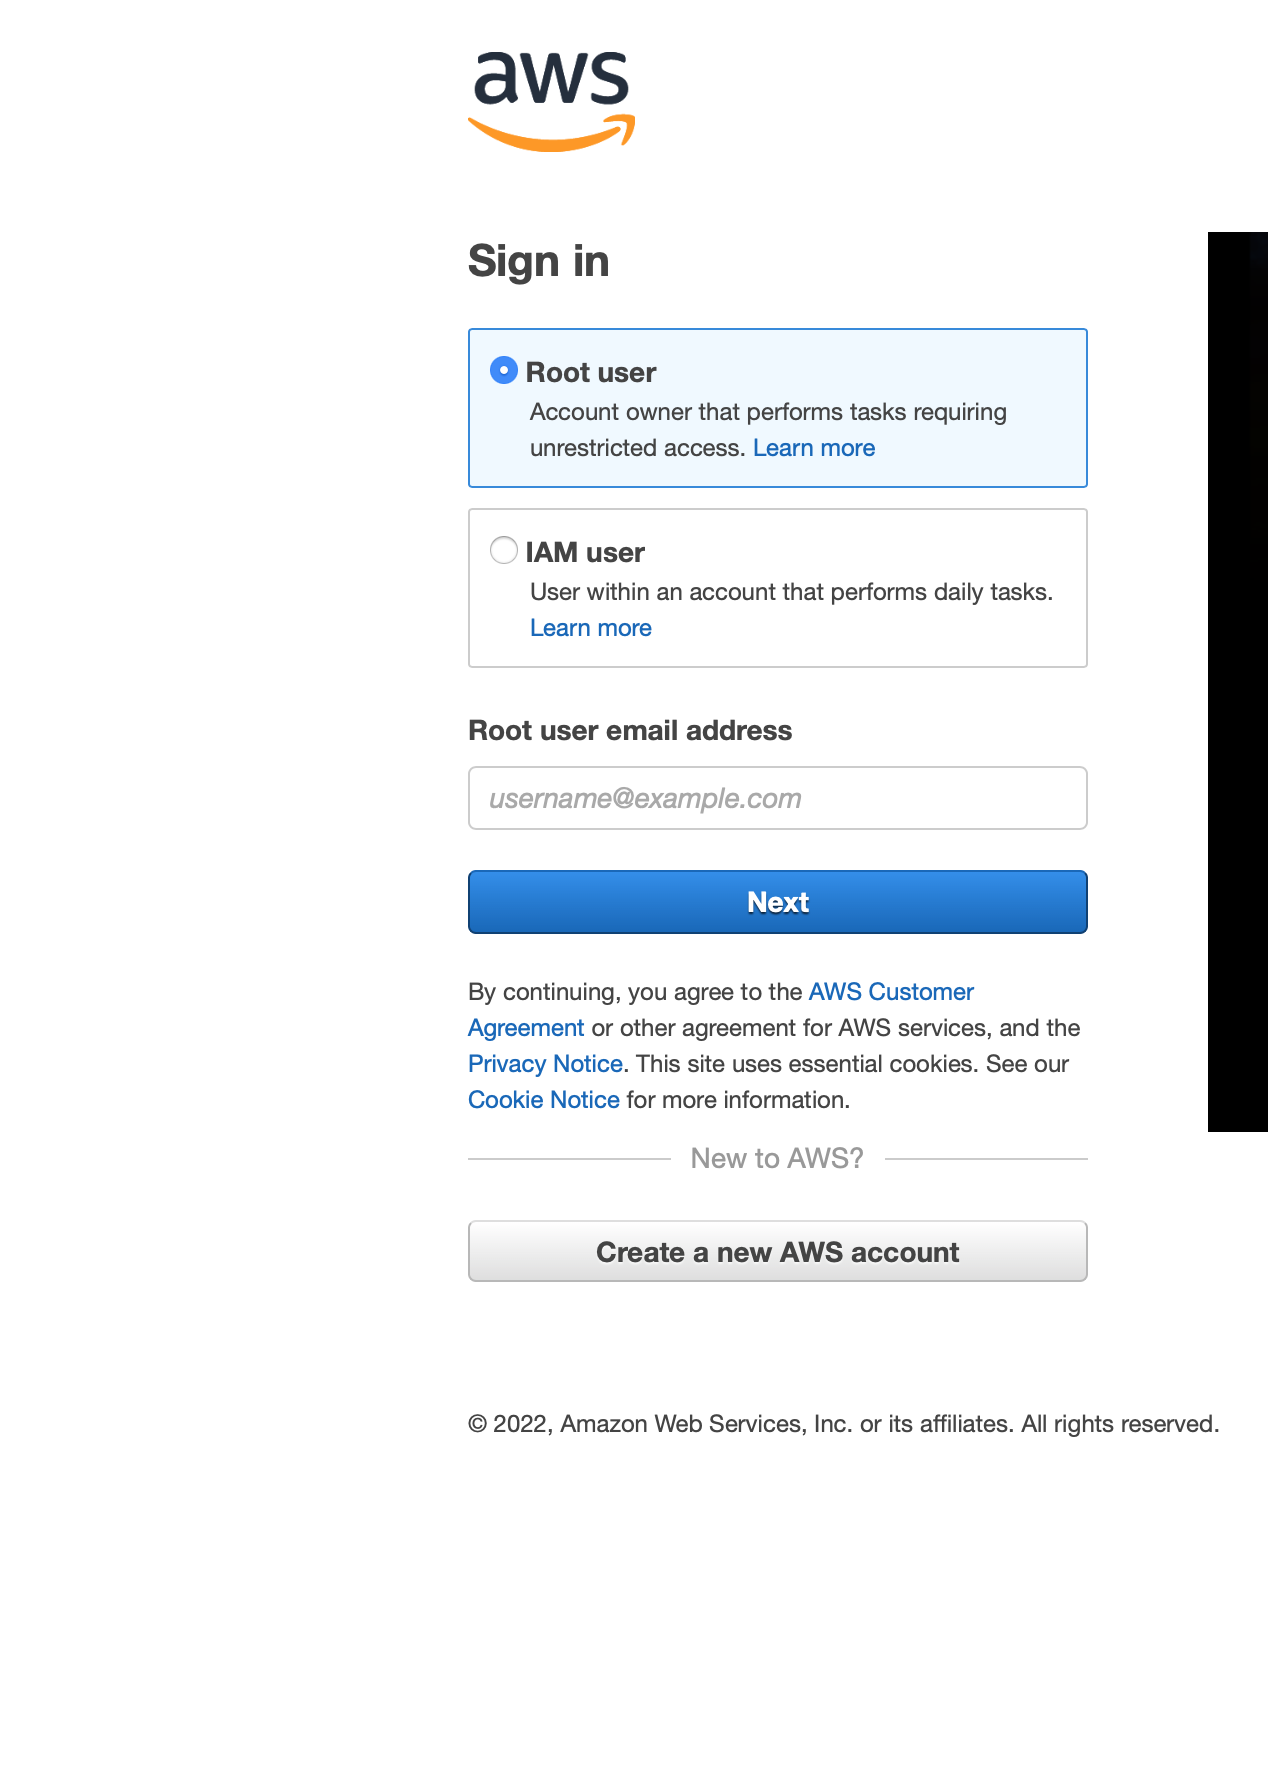 aws
Sign in
Root user
Account owner that performs tasks requiring
unrestricted access. Learn more
IAM user
User within an account that performs daily tasks.
Learn more
Root user email address
username@example.com
Next
By continuing, you agree to the AWS Customer
Agreement or other agreement for AWS services, and the
Privacy Notice. This site uses essential cookies. See our
Cookie Notice for more information.
New to AWS?
Create a new AWS account
© 2022, Amazon Web Services, Inc. or its affiliates. All rights reserved.